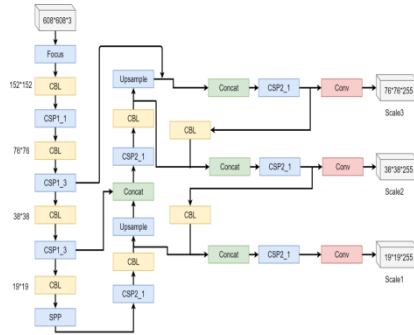 608*608*3
Focus
152*152
CBL
CSP1_1
76*76
CBL
CSP1_3
38*38
CBL
CSP1_3
19*19
CBL
SPP
Upsample
CBL
CSP2_1
Concat
Upsample
CBL
CSP2_1
Concat
CSP2_1
Conv
76*76*255
Scale3
CBL
Concat
CSP2_1
Conv
38*38*255
Scale2
CBL
Concat
CSP2_1
Conv
19*19*255
Scale1